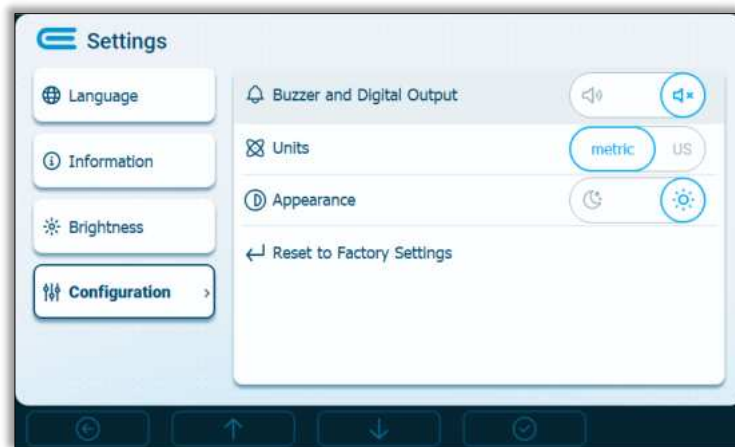 Settings
Language
Information
Brightness
Configuration
Buzzer and Digital Output
Units
metric US
Appearance
Reset to Factory Settings